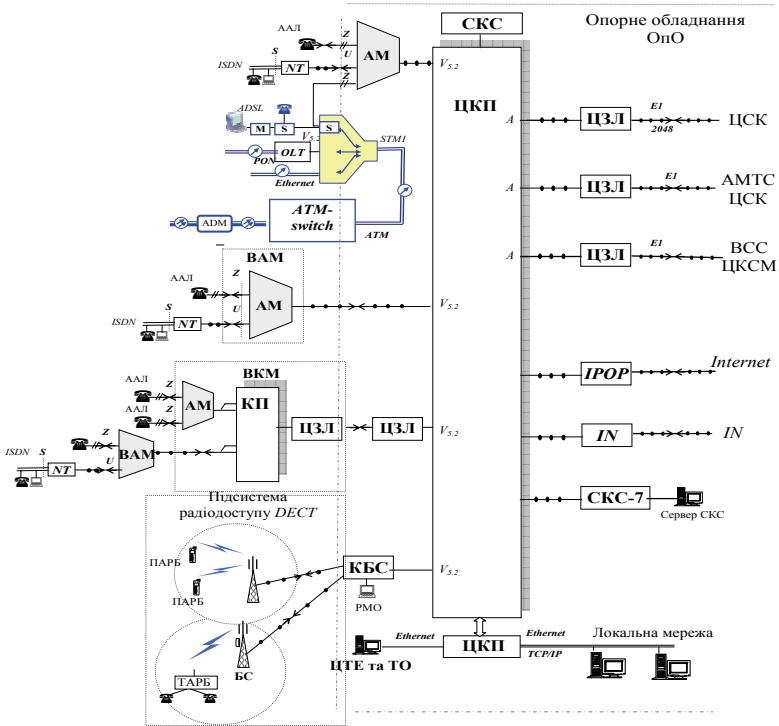 СКС
Опорне обладнання
ОпО
ААЛ
Z
U
Z
АМ
ISDN
S
NT
V5.2
ЦКП
ADSL
M
S
S
V5.2
STM1
OLT
PON
Ethernet
A
ЦЗЛ
E1
2048
ЦСК
A
ЦЗЛ
E1
АМТС
ЦСК
ADM
ATM-
switch
ATM
A
ЦЗЛ
E1
ВСС
ЦКСМ
ВАМ
ААЛ
Z
АМ
U
ISDN
S
NT
V5.2
ВКМ
ААЛ
Z
АМ
КП
ААЛ
Z
ЦЗЛ
ЦЗЛ
V5.2
Z
ВАМ
ISDN
S
NT
U
IPOP
Internet
IN
IN
СКС-7
Сервер СКС
Підсистема
радіодоступу DECT
ПАРБ
ПАРБ
КБС
V5.2
РМО
БС
ТАРБ
Ethernet
ЦКП
Ethernet
TCP/IP
Локальна мережа
ЦТЕ та ТО